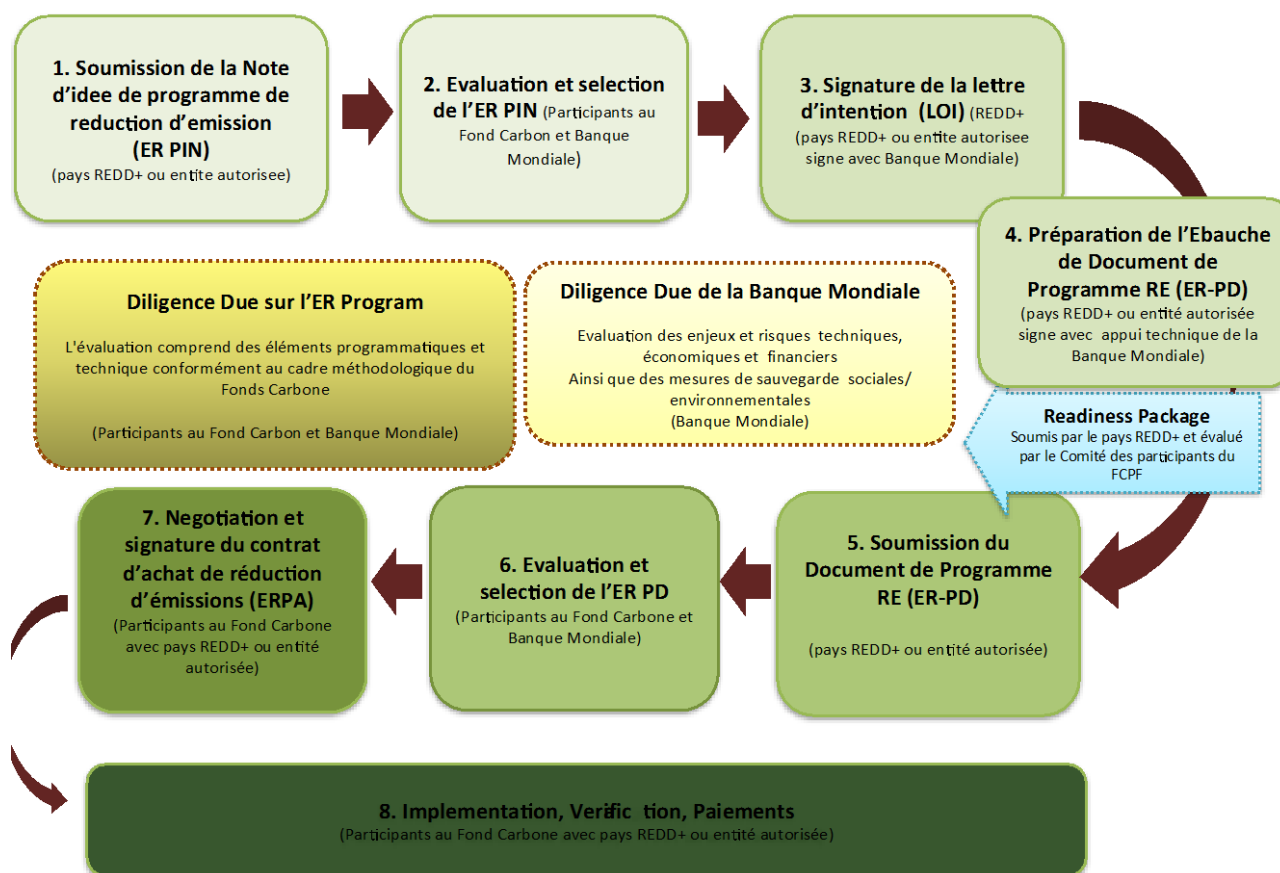 1. Soumission de la Note
d'idee de programme de
reduction d'emission
(ER PIN)
(pays REDD+ ou entite autorisee)
2. Evaluation et selection
de l'ER PIN (Participants au
Fond Carbon et Banque
Mondiale)
3. Signature de la lettre
d'intention (LOI) (REDD+
(pays REDD+ ou entite autorisee
signe avec Banque Mondiale)
4. Préparation de l'Ebauche
de Document de
Programme RE (ER-PD)
(pays REDD+ ou entité autorisée
signe avec appui technique de la
Banque Mondiale)
Diligence Due sur l'ER Program
L'évaluation comprend des éléments programmatiques et
technique conformément au cadre méthodologique du
Fonds Carbone
(Participants au Fond Carbon et Banque Mondiale)
Diligence Due de la Banque Mondiale
Evaluation des enjeux et risques techniques,
économiques et financiers
Ainsi que des mesures de sauvegarde sociales/
environnementales
(Banque Mondiale)
Readiness Package
Soumis par le pays REDD+ et évalué
par le Comité des participants du
FCPF
5. Soumission du
Document de Programme
RE (ER-PD)
(pays REDD+ ou entité autorisée)
6. Evaluation et
selection de l'ER PD
(Participants au Fond Carbone et
Banque Mondiale)
7. Negotiation et
signature du contrat
d'achat de réduction
d'émissions (ERPA)
(Participants au Fond Carbone
avec pays REDD+ ou entité
autorisée)
8. Implementation, Verific tion, Paiements
(Participants au Fond Carbone avec pays REDD+ ou entité autorisée)